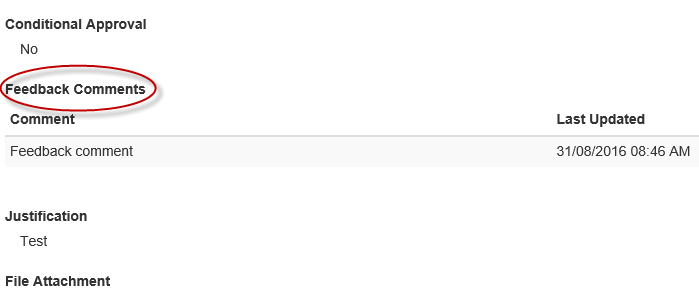 Conditional Approval
No
Feedback Comments
Comment Last Updated
Feedback comment 31/08/2016 08:46 AM
Justification
Test
File Attachment